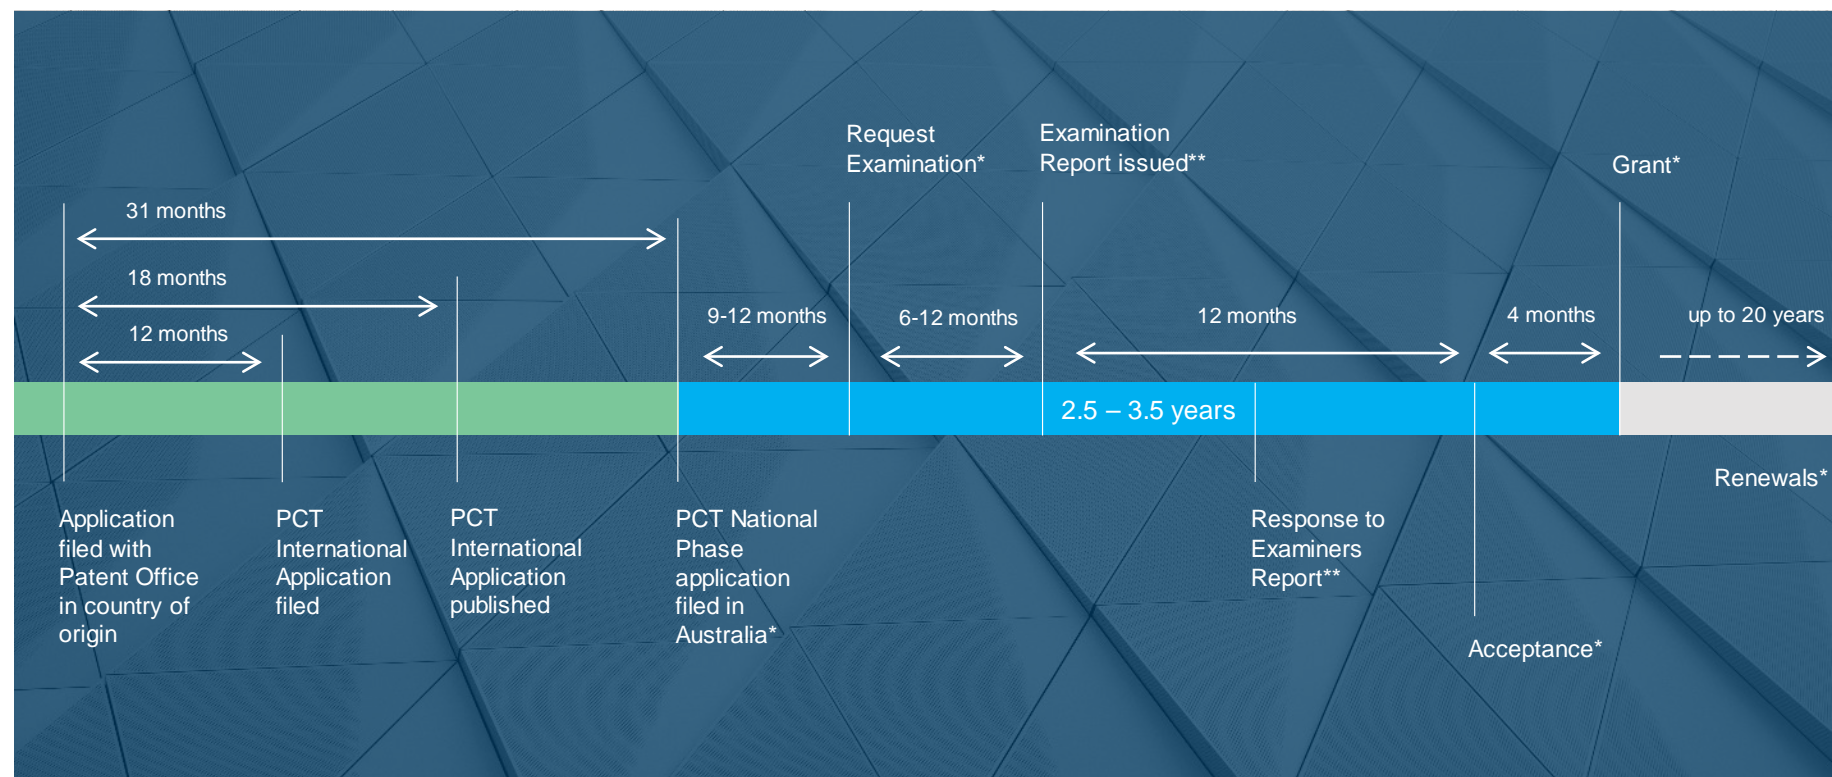 Request
Examination*
Examination
Report issued**
Grant*
31 months
18 months
12 months
9-12 months
6-12 months
12 months
4 months
up to 20 years
2.5 – 3.5 years
Renewals*
Application
filed with
Patent Office
in country of
origin
PCT
International
Application
filed
PCT
International
Application
published
PCT National
Phase
application
filed in
Australia*
Response to
Examiners
Report**
Acceptance*